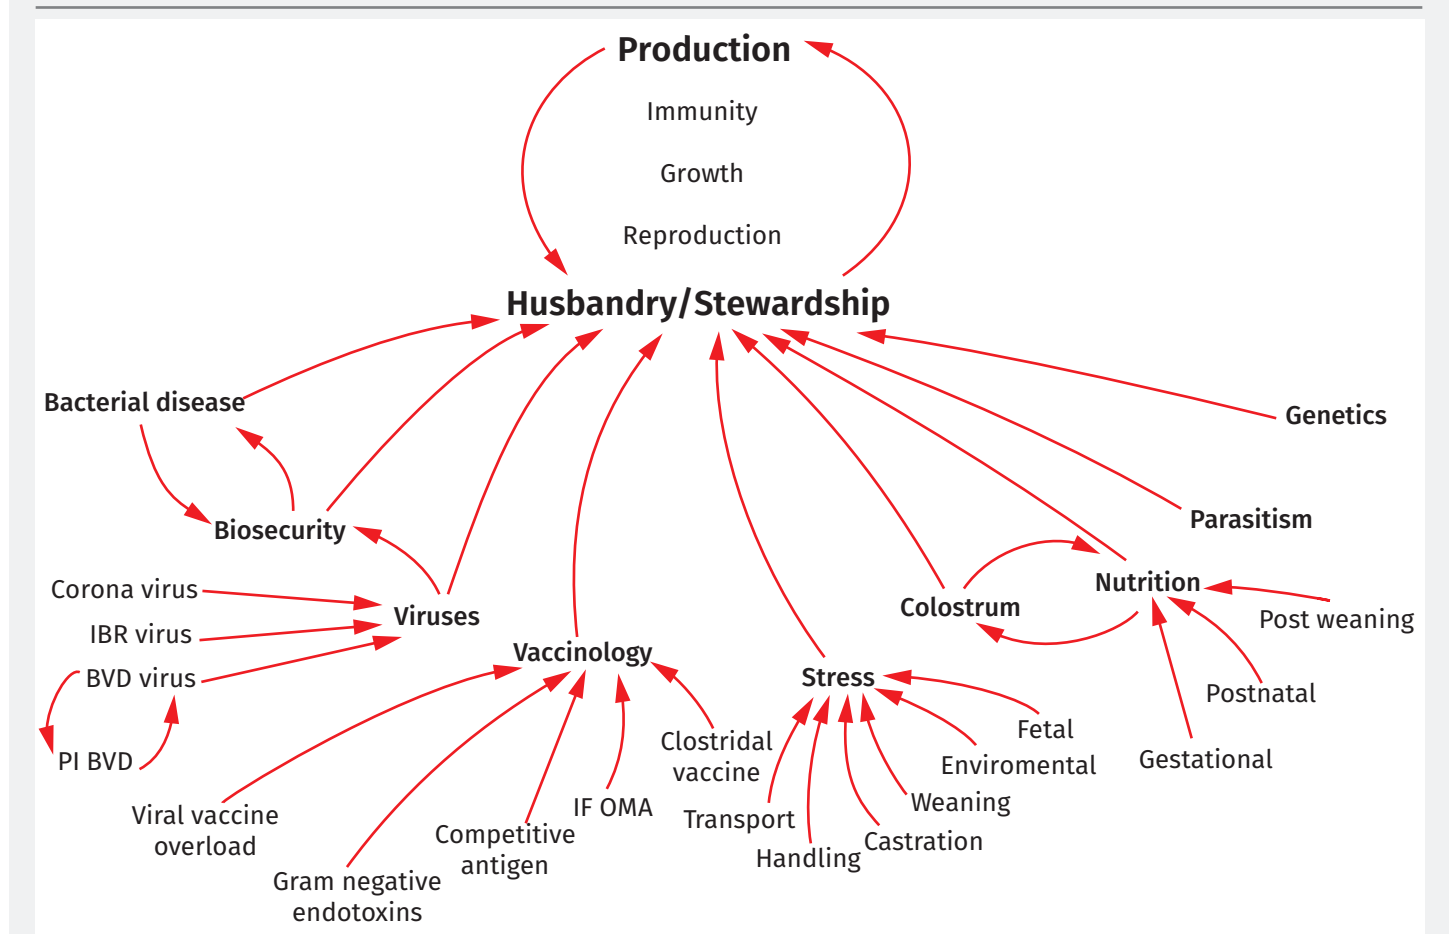 Production
Immunity
Growth
Reproduction
Husbandry/Stewardship
Bacterial disease
Genetics
Biosecurity
Parasitism
Corona virus
Viruses
IBR virus
BVD virus
PI BVD
Colostrum
Nutrition
Post weaning
Vaccinology
Stress
Postnatal
Gestational
Fetal
Enviromental
Weaning
Castration
Handling
Transport
Clostridal
vaccine
IF OMA
Competitive
antigen
Viral vaccine
overload
Gram negative
endotoxins